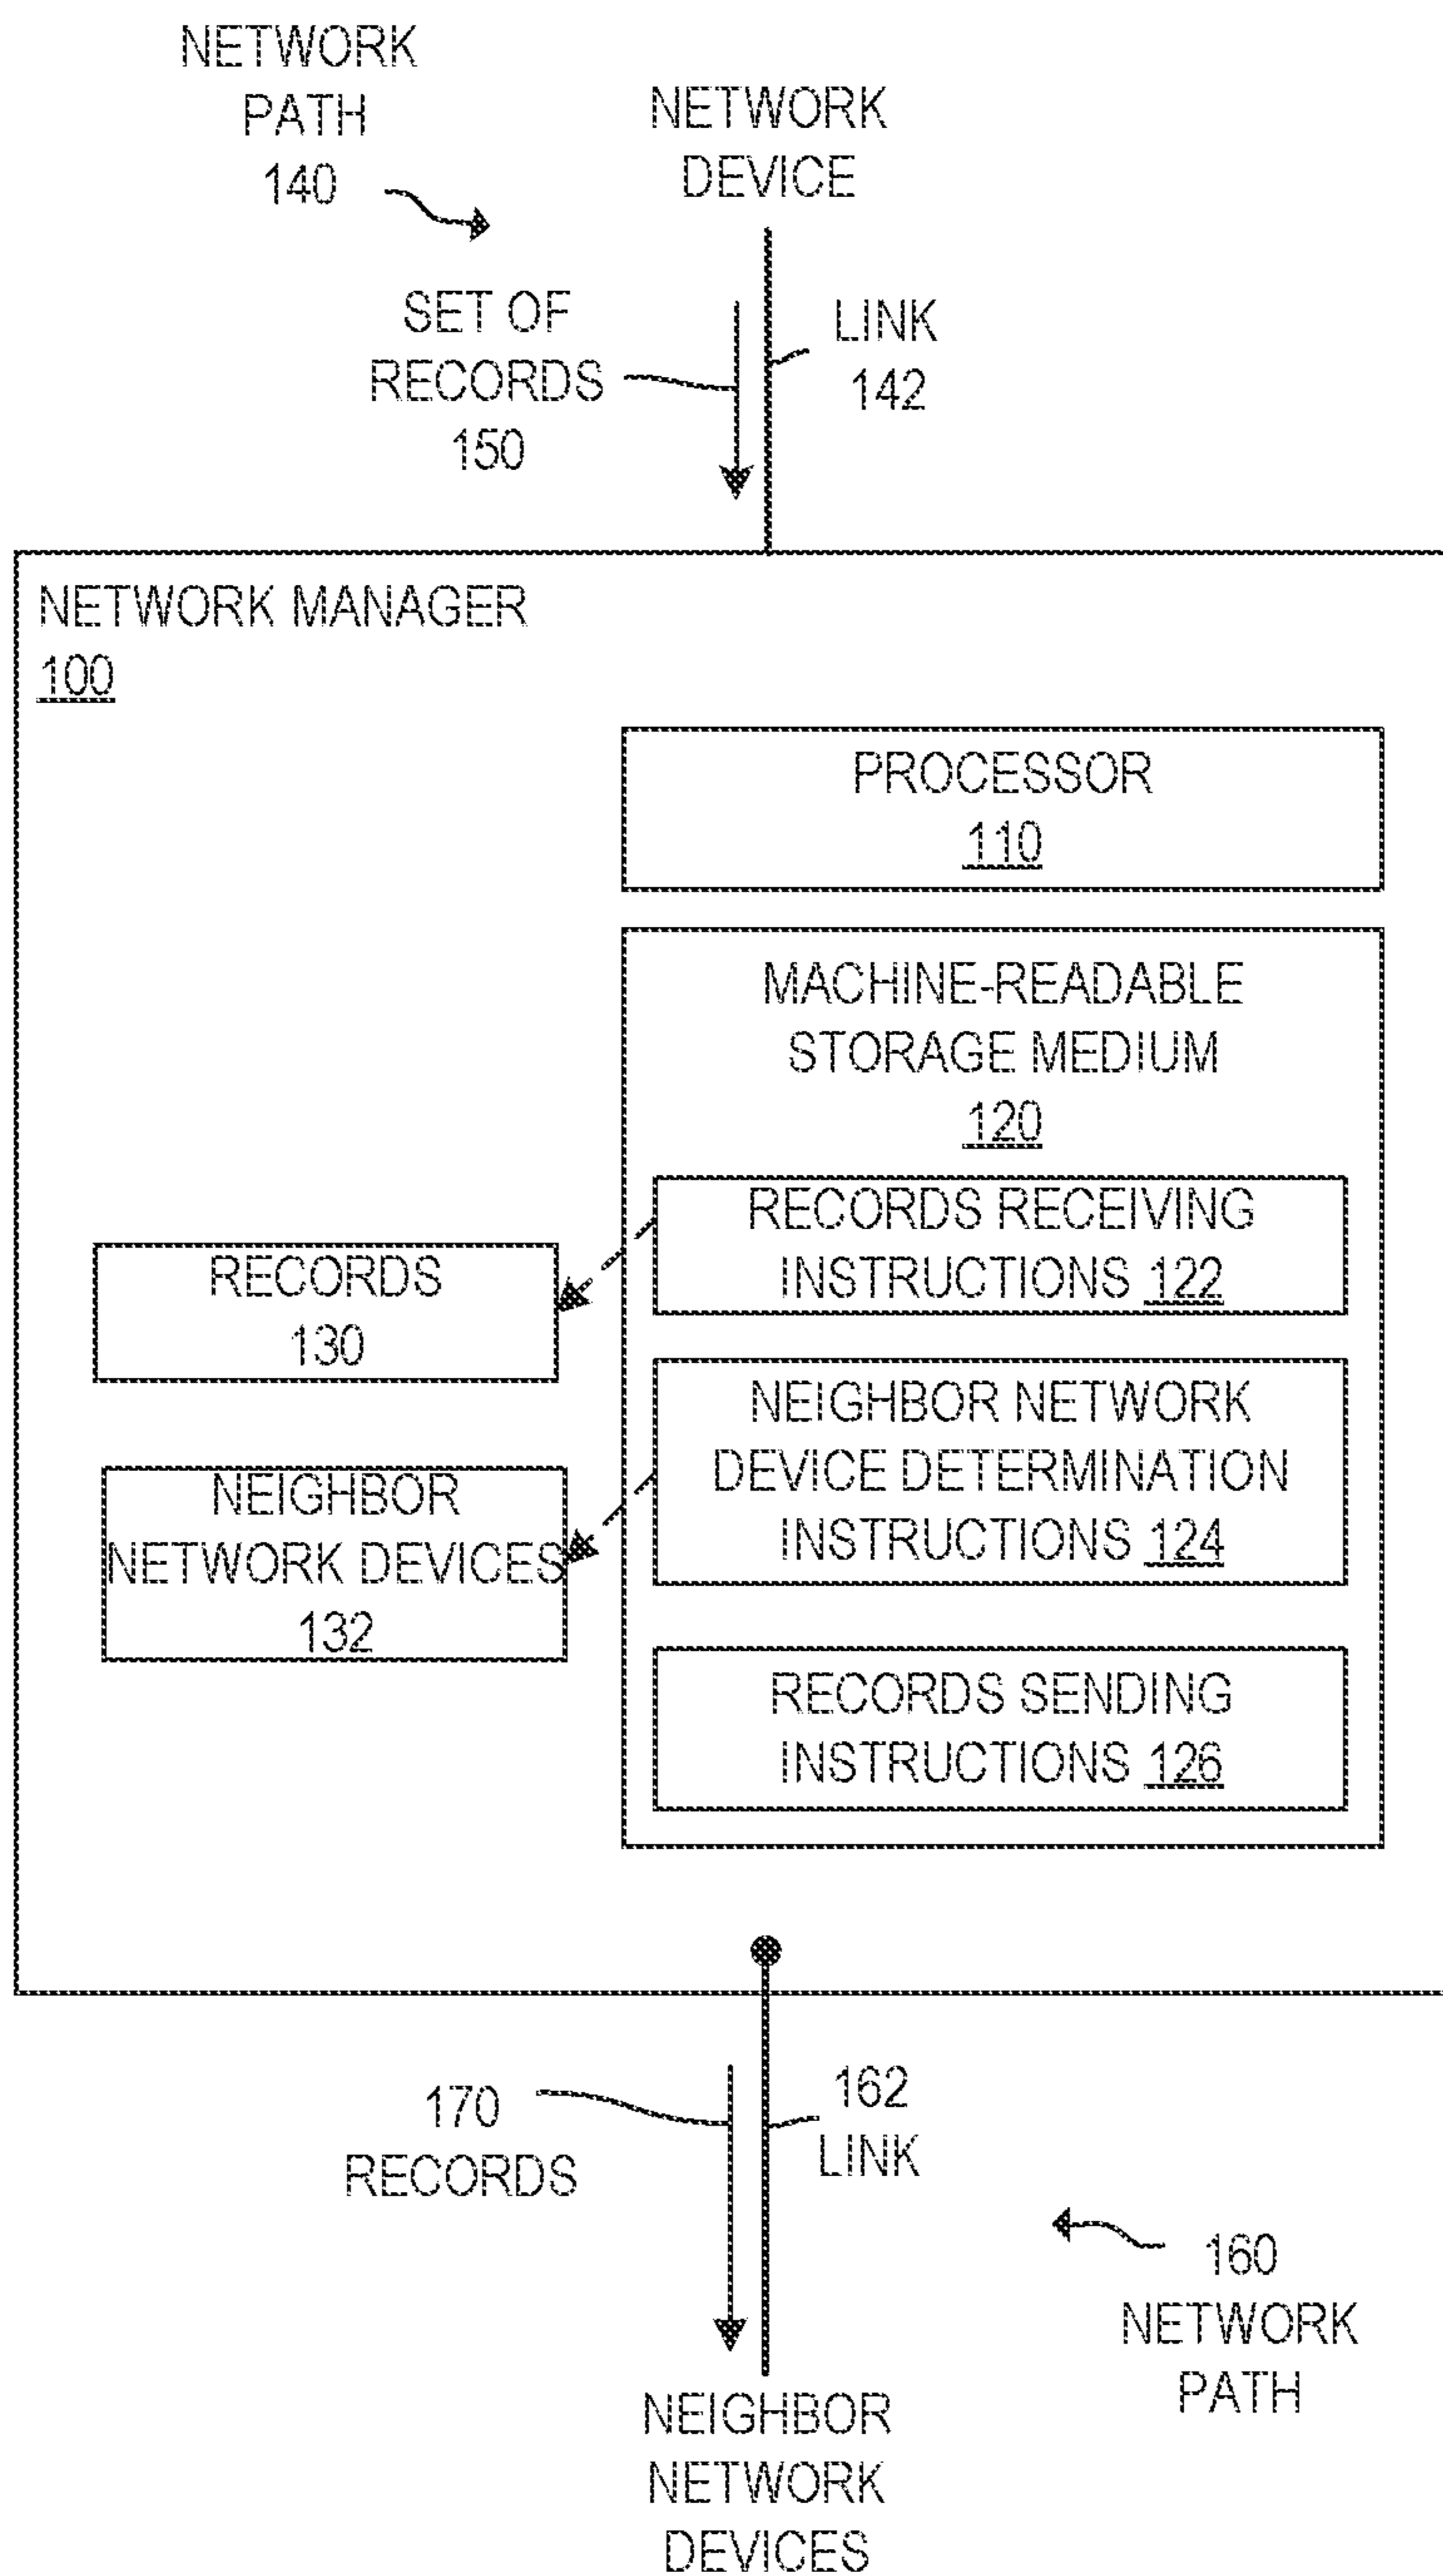 NETWORK
PATH
140
NETWORK
DEVICE
SET OF
RECORDS
150
LINK
142
NETWORK MANAGER
100
PROCESSOR
110
MACHINE-READABLE
STORAGE MEDIUM
120
RECORDS RECEIVING
INSTRUCTIONS 122
RECORDS
130
NEIGHBOR NETWORK
DEVICE DETERMINATION
INSTRUCTIONS 124
NEIGHBOR
NETWORK DEVICES
132
RECORDS SENDING
INSTRUCTIONS 126
170
RECORDS
162
LINK
160
NETWORK
PATH
NEIGHBOR
NETWORK
DEVICES